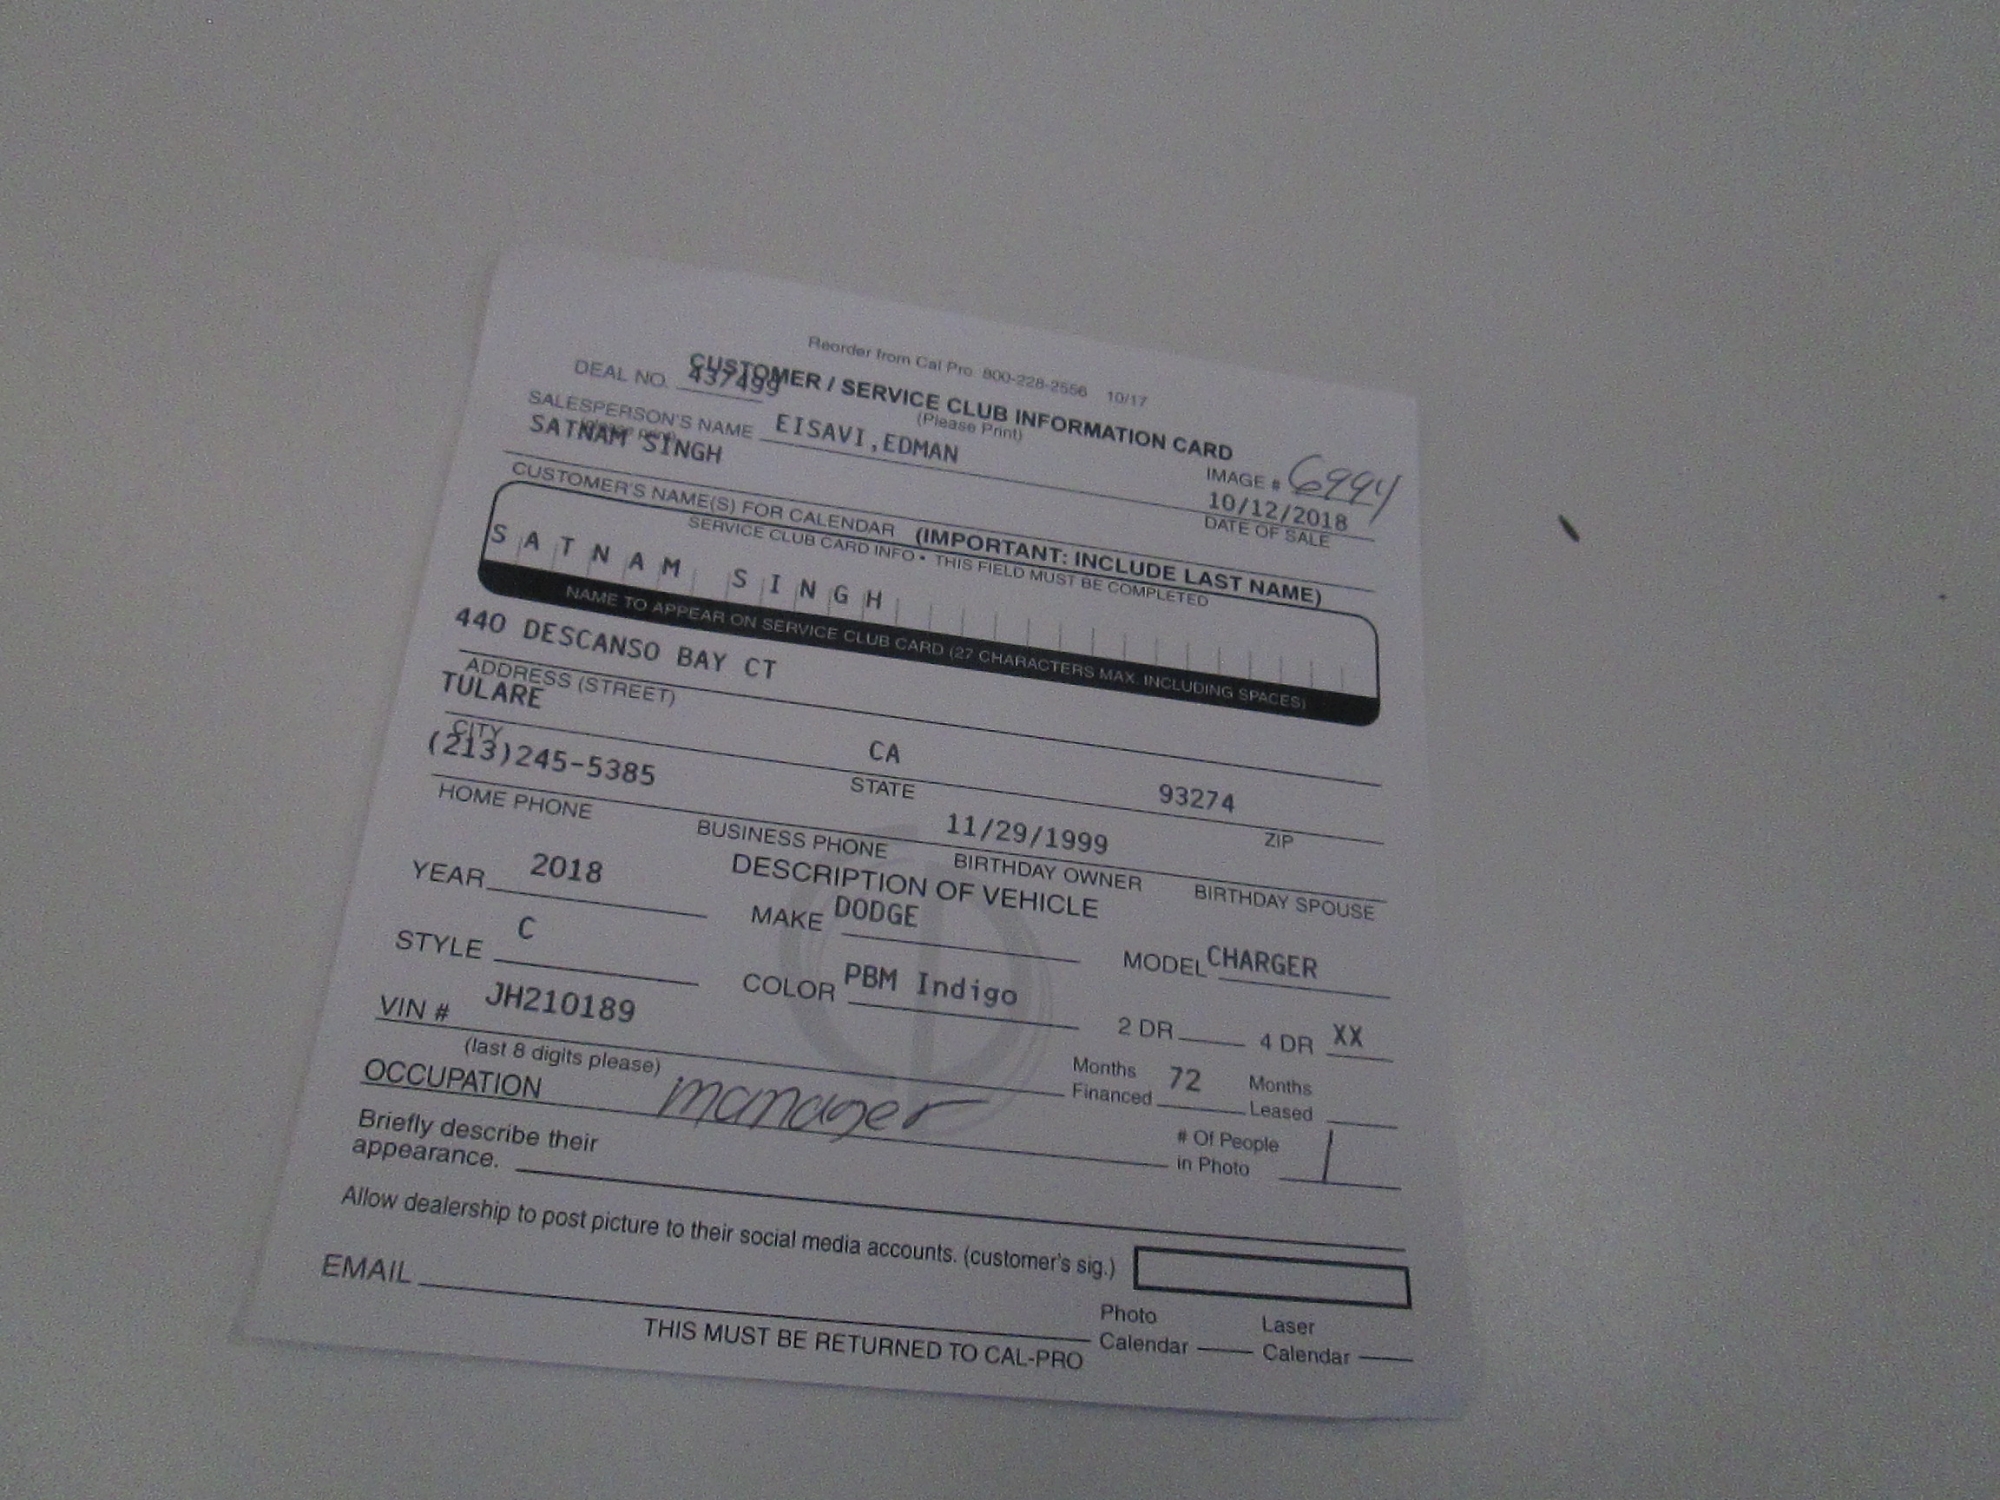 Reorder from Cal Pro 800-228-2556 10/17
CUSTOMER / SERVICE CLUB INFORMATION CARD
(Please Print)
DEAL NO. 437499
SALESPERSON'S NAME EISAVI,EDMAN
(please print)
IMAGE # 6994
SATNAM SINGH
10/12/2018
DATE OF SALE
CUSTOMER'S NAME(S) FOR CALENDAR (IMPORTANT: INCLUDE LAST NAME)
SERVICE CLUB CARD INFO • THIS FIELD MUST BE COMPLETED
SATNAM SINGH
NAME TO APPEAR ON SERVICE CLUB CARD (27 CHARACTERS MAX. INCLUDING SPACES)
440 DESCANSO BAY CT
ADDRESS (STREET)
TULARE CA 93274
CITY STATE ZIP
(213)245-5385 11/29/1999
HOME PHONE BUSINESS PHONE BIRTHDAY OWNER BIRTHDAY SPOUSE
DESCRIPTION OF VEHICLE
YEAR 2018 MAKE DODGE MODEL CHARGER
STYLE C COLOR PBM Indigo 2 DR 4 DR XX
VIN # JH210189
(last 8 digits please)
Months Financed 72 Months Leased
OCCUPATION manager
# Of People in Photo 1
Briefly describe their
appearance.
Allow dealership to post picture to their social media accounts. (customer's sig.)
EMAIL
Photo Calendar Laser Calendar
THIS MUST BE RETURNED TO CAL-PRO